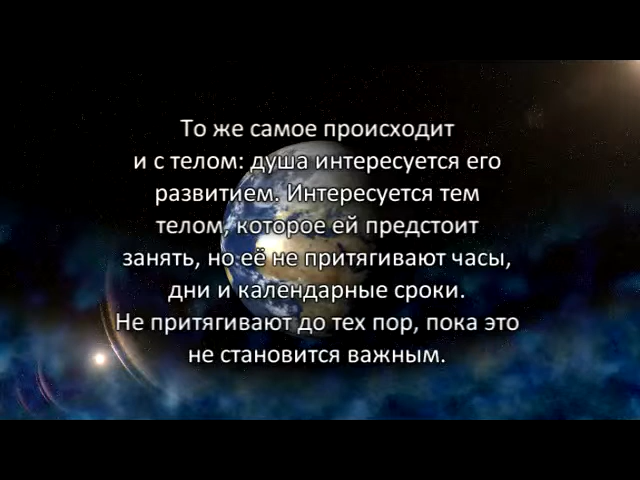 То же самое происходит
и с телом: душа интересуется его
развитием. Интересуется тем
телом, которое ей предстоит
занять, но её не притягивают часы,
дни и календарные сроки.
Не притягивают до тех пор, пока это
не становится важным.